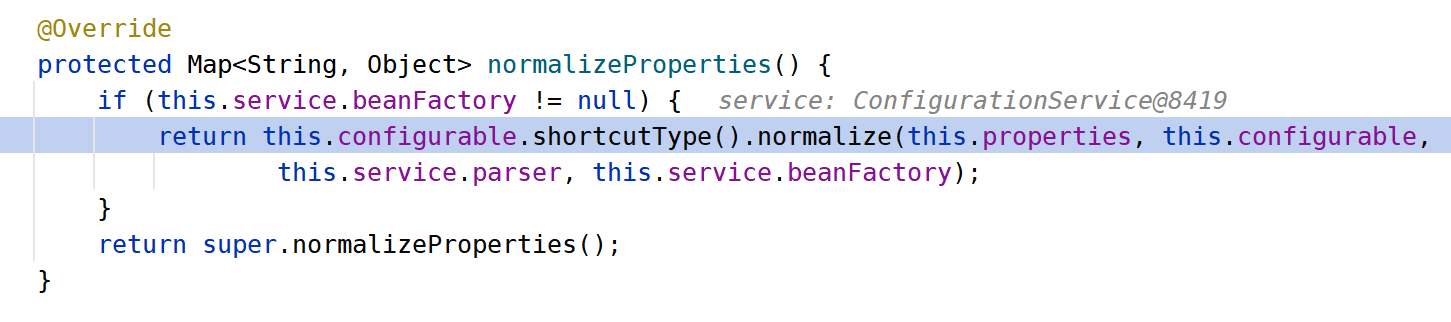 @Override
protected Map<String, Object> normalizeProperties() {
if (this.service.beanFactory != null) { service: ConfigurationService@8419
return this.configurable.shortcutType().normalize(this.properties, this.configurable,
this.service.parser, this.service.beanFactory);
}
return super.normalizeProperties();
}